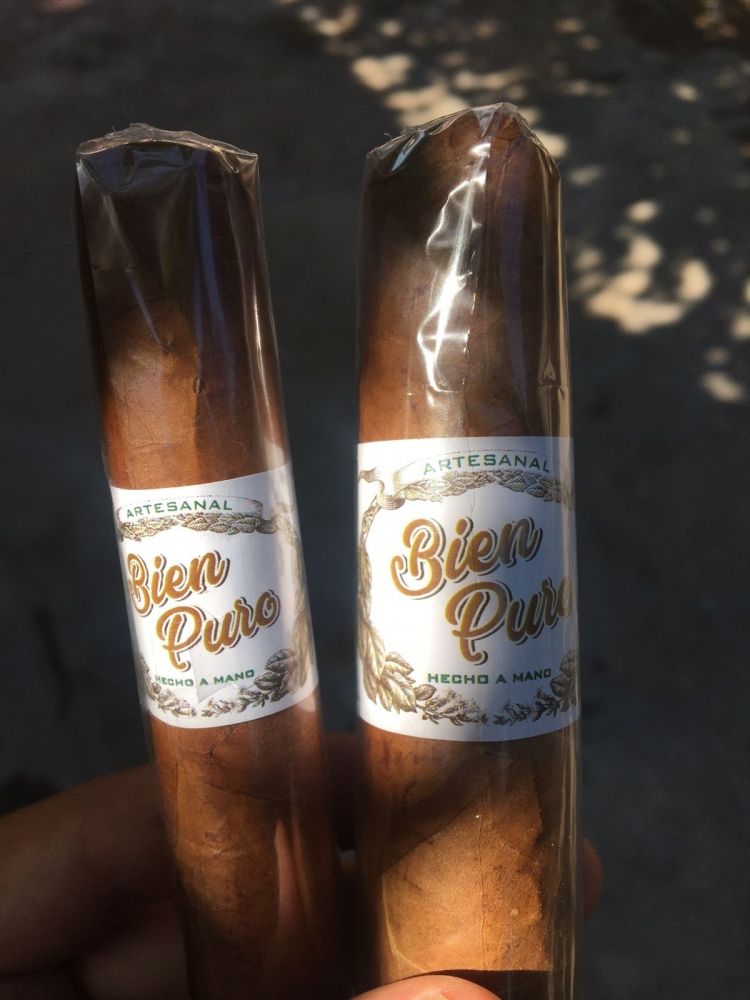 ARTESANAL
Bien
Puro
HECHO A MANO
ARTESANAL
Bien
Puro
HECHO A MANO